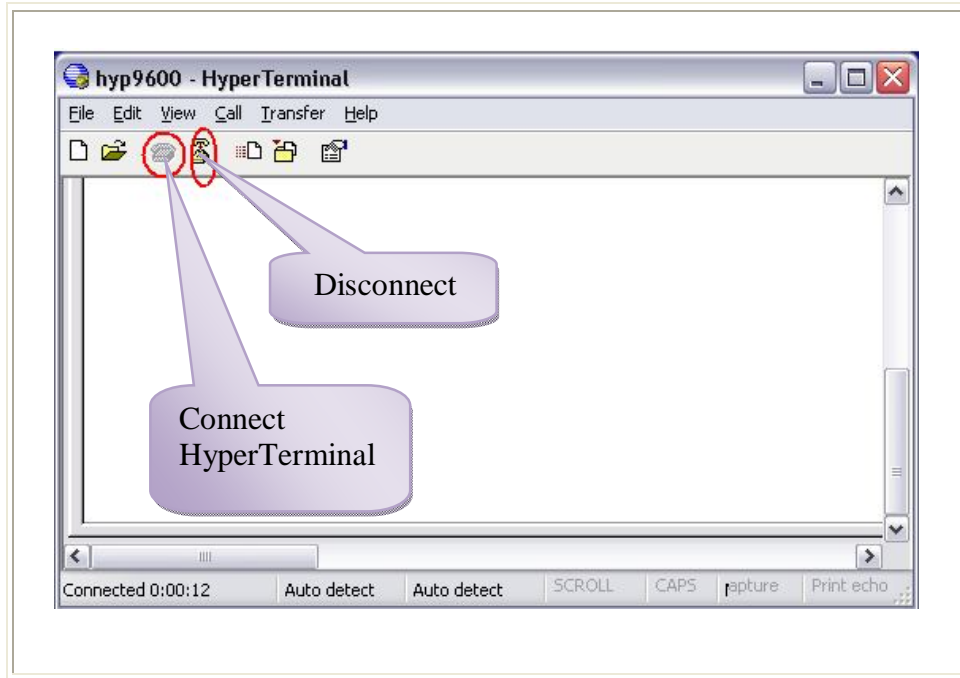 hyp9600 - HyperTerminal
File Edit View Call Transfer Help
Disconnect
Connect
HyperTerminal
Connected 0:00:12 Auto detect Auto detect SCROLL CAPS Print echo